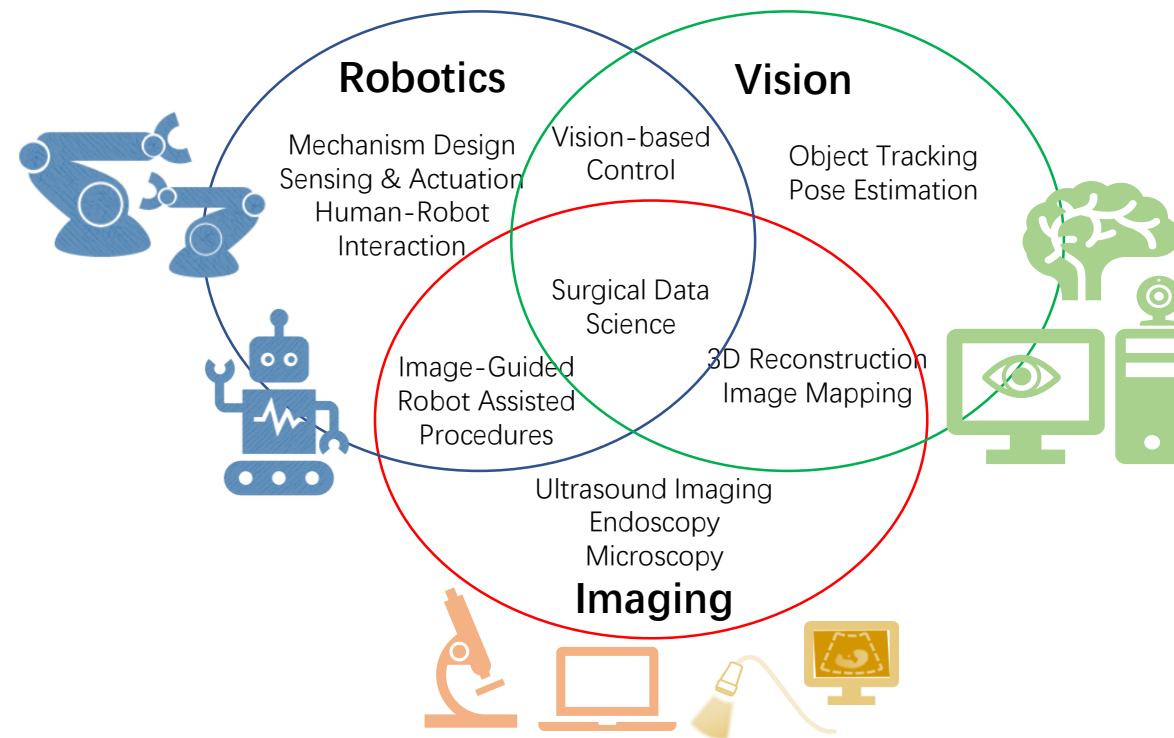 Robotics
Vision
Mechanism Design
Sensing & Actuation
Human-Robot
Interaction
Vision-based
Control
Object Tracking
Pose Estimation
Surgical Data
Science
Image-Guided
Robot Assisted
Procedures
3D Reconstruction
Image Mapping
Ultrasound Imaging
Endoscopy
Microscopy
Imaging